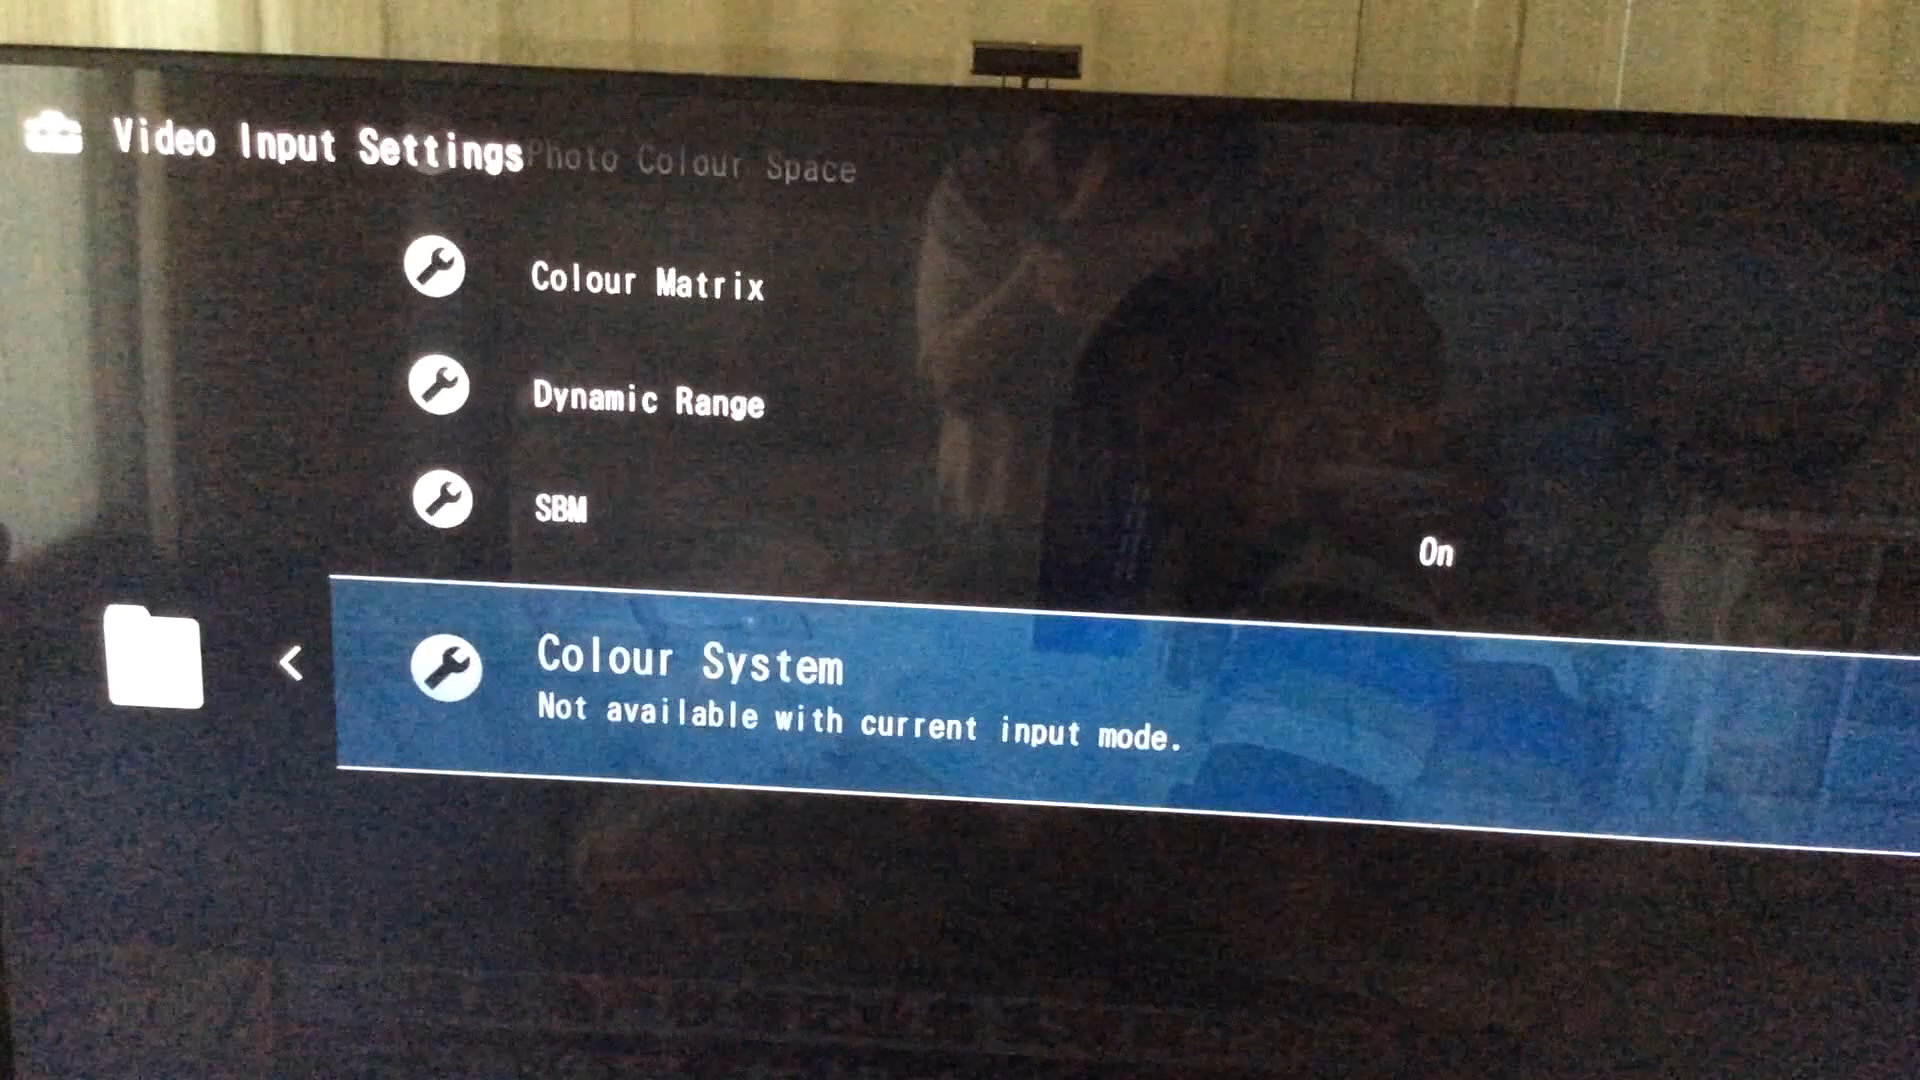 Video Input Settings
Photo Colour Space
Colour Matrix
Dynamic Range
SBM
On
Colour System
Not available with current input mode.